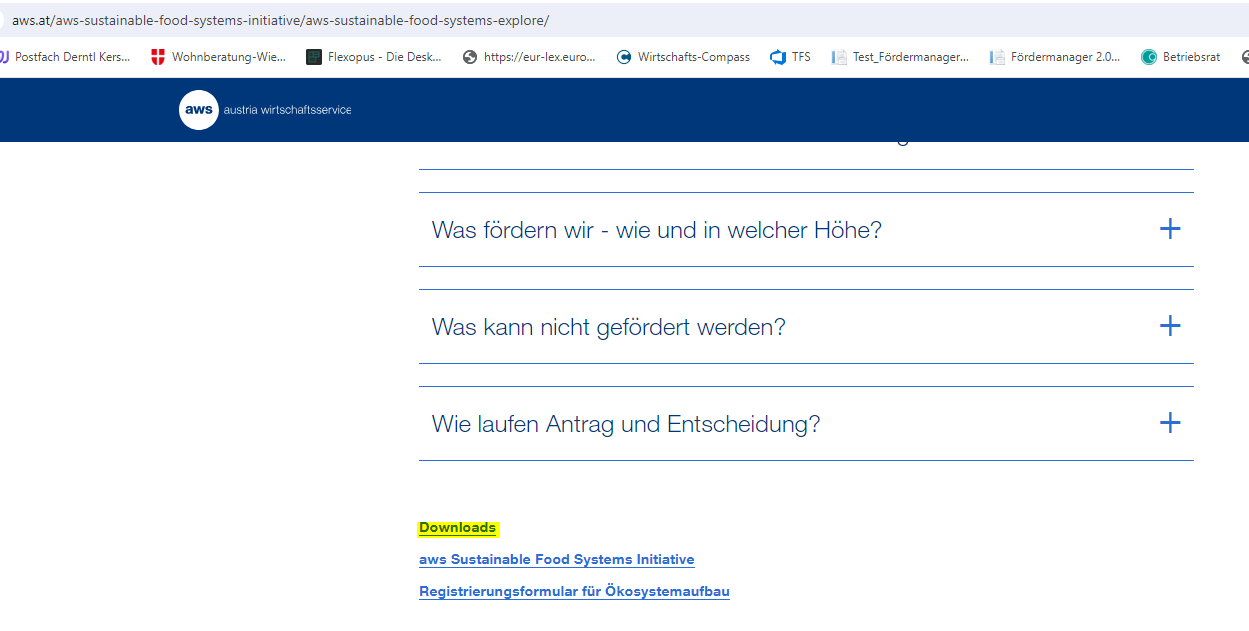 aws.at/aws-sustainable-food-systems-initiative/aws-sustainable-food-systems-explore/
Postfach Derntl Kers... Wohnberatung-Wie... Flexopus - Die Desk... https://eur-lex.euro... Wirtschafts-Compass TFS Test_Fördermanager... Fördermanager 2.0... Betriebsrat
aws austria wirtschaftsservice
Was fördern wir - wie und in welcher Höhe?
Was kann nicht gefördert werden?
Wie laufen Antrag und Entscheidung?
Downloads
aws Sustainable Food Systems Initiative
Registrierungsformular für Ökosystemaufbau